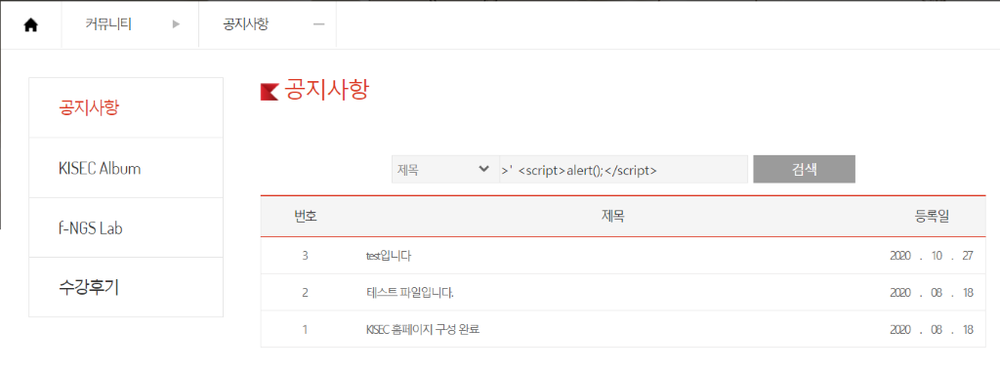 커뮤니티 공지사항
공지사항
공지사항
KISEC Album
f-NGS Lab
수강후기
제목 >' <script>alert();</script> 검색
번호 제목 등록일
3 test입니다 2020 . 10 . 27
2 테스트 파일입니다. 2020 . 08 . 18
1 KISEC 홈페이지 구성 완료 2020 . 08 . 18